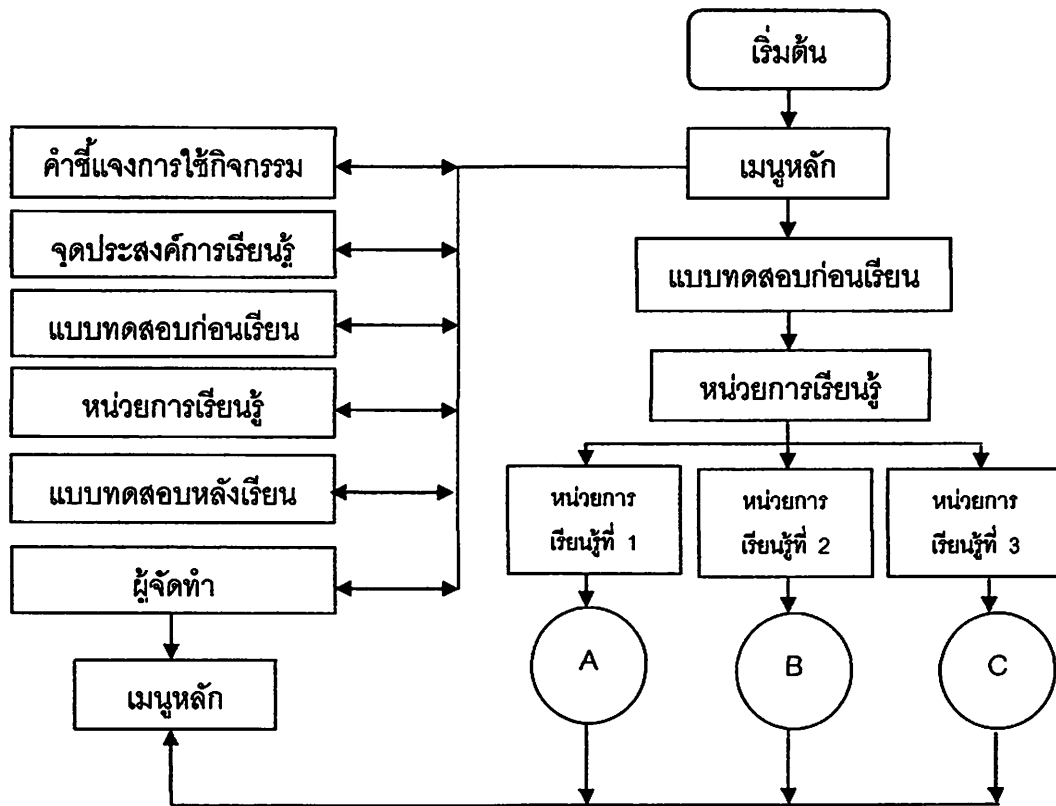 เริ่มต้น
เมนูหลัก
คำชี้แจงการใช้กิจกรรม
จุดประสงค์การเรียนรู้
แบบทดสอบก่อนเรียน
หน่วยการเรียนรู้
แบบทดสอบหลังเรียน
ผู้จัดทำ
เมนูหลัก
แบบทดสอบก่อนเรียน
หน่วยการเรียนรู้
หน่วยการ
เรียนรู้ที่ 1
หน่วยการ
เรียนรู้ที่ 2
หน่วยการ
เรียนรู้ที่ 3
A
B
C